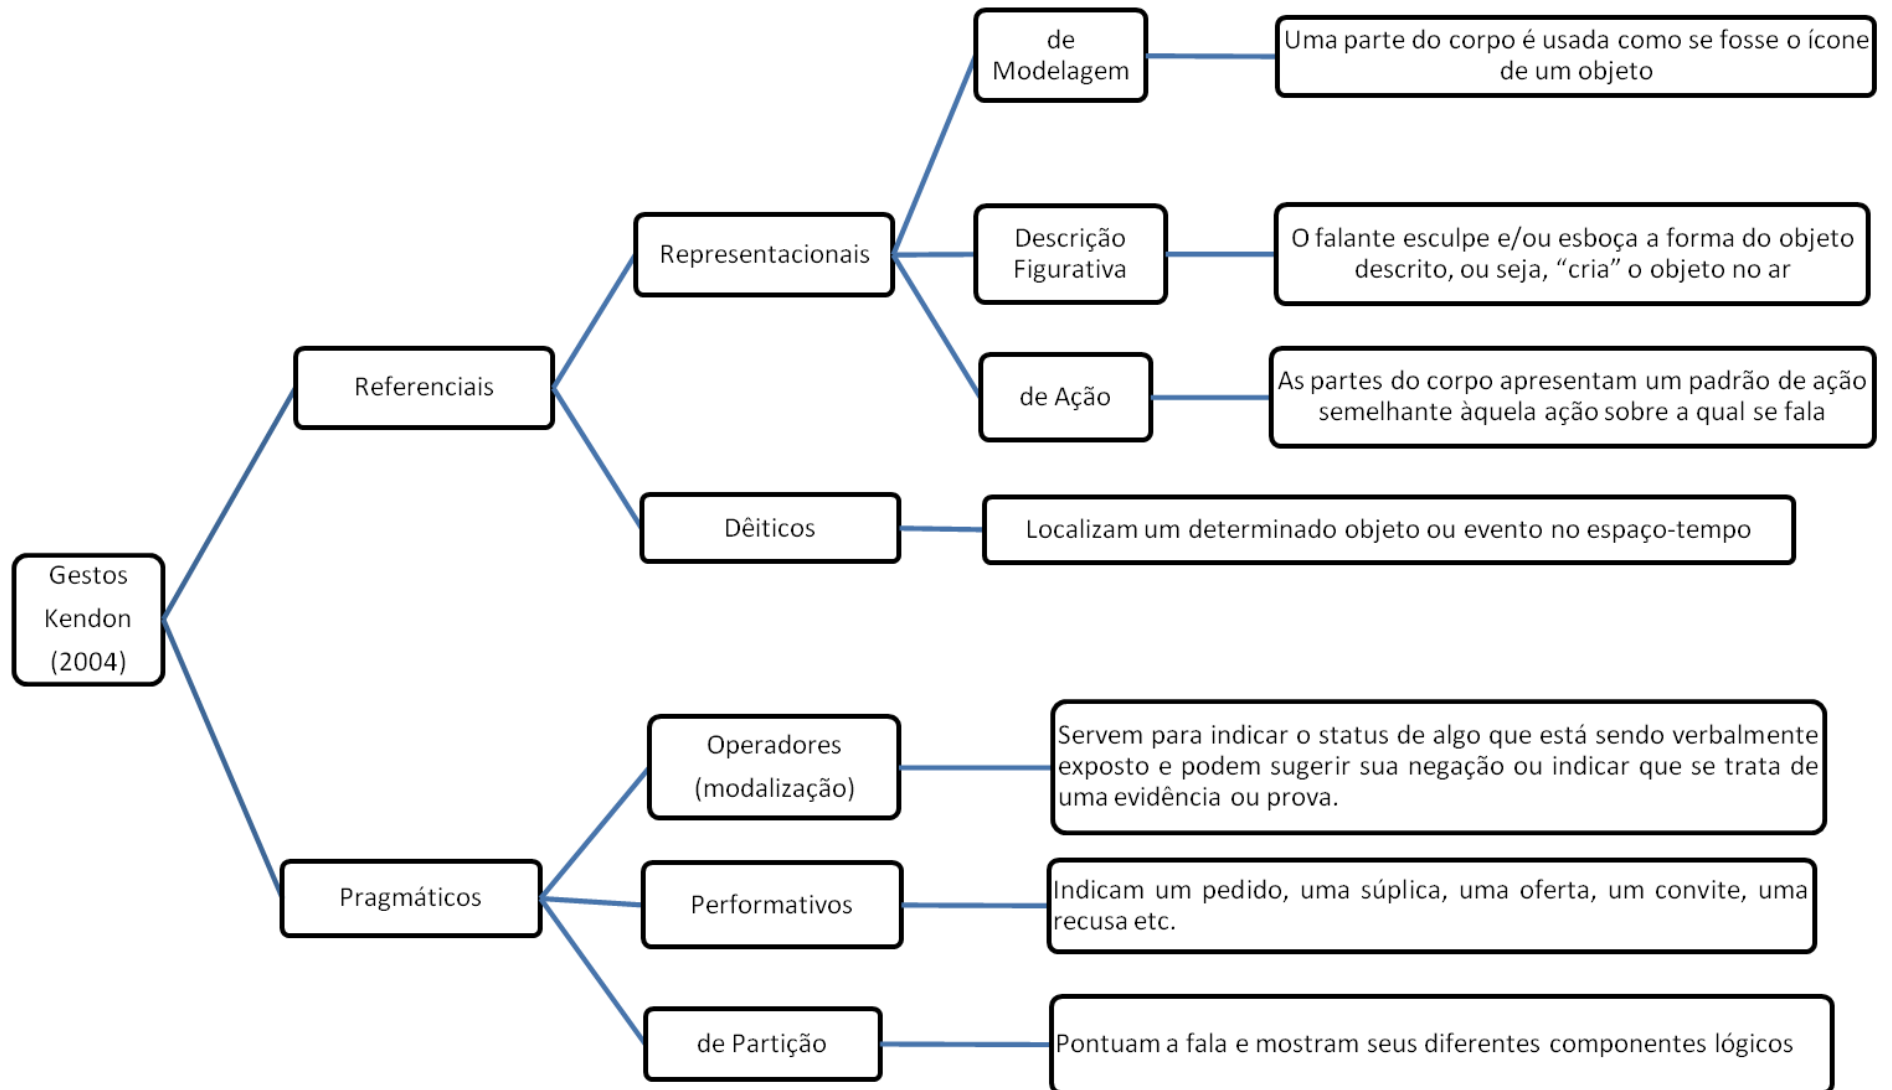 de
Modelagem
Uma parte do corpo é usada como se fosse o ícone
de um objeto
Representacionais
Descrição
Figurativa
O falante esculpe e/ou esboça a forma do objeto
descrito, ou seja, “cria” o objeto no ar
Referenciais
de Ação
As partes do corpo apresentam um padrão de ação
semelhante àquela ação sobre a qual se fala
Dêiticos
Localizam um determinado objeto ou evento no espaço-tempo
Gestos
Kendon
(2004)
Operadores
(modalização)
Servem para indicar o status de algo que está sendo verbalmente
exposto e podem sugerir sua negação ou indicar que se trata de
uma evidência ou prova.
Pragmáticos
Performativos
Indicam um pedido, uma súplica, uma oferta, um convite, uma
recusa etc.
de Partição
Pontuam a fala e mostram seus diferentes componentes lógicos